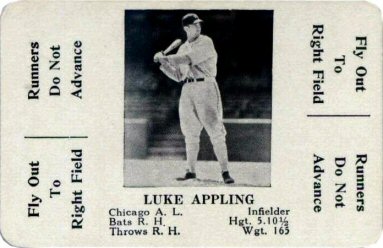 Runners
Do Not
Advance
Fly Out
To
Right Field
LUKE APPLING
Chicago A. L. Infielder
Bats R. H. Hgt. 5.10½
Throws R. H. Wgt. 165
Fly Out
To
Right Field
Runners
Do Not
Advance